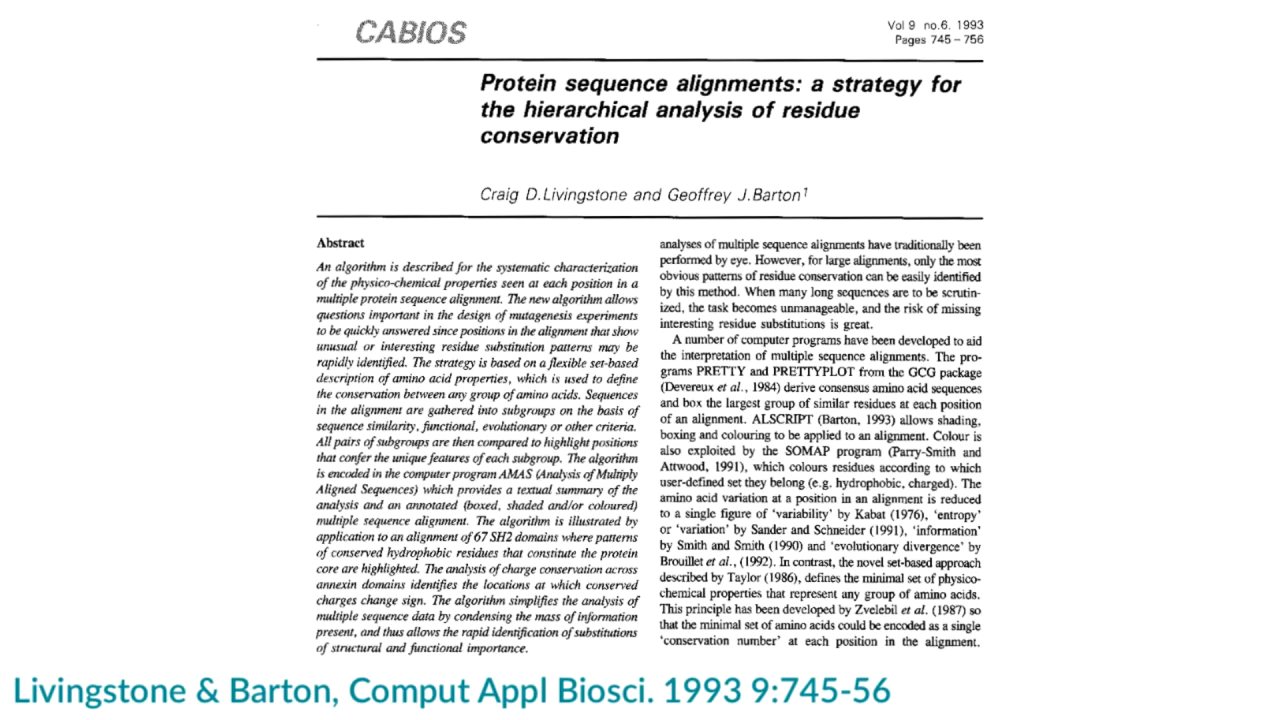 CABIOS
Vol 9 no.6. 1993
Pages 745–756
Protein sequence alignments: a strategy for
the hierarchical analysis of residue
conservation
Craig D.Livingstone and Geoffrey J.Barton1
Abstract
An algorithm is described for the systematic characterization
of the physico-chemical properties seen at each position in a
multiple protein sequence alignment. The new algorithm allows
questions important in the design of mutagenesis experiments
to be quickly answered since positions in the alignment that show
unusual or interesting residue substitution patterns may be
rapidly identified. The strategy is based on a flexible set-based
description of amino acid properties, which is used to define
the conservation between any group of amino acids. Sequences
in the alignment are gathered into subgroups on the basis of
sequence similarity, functional, evolutionary or other criteria.
All pairs of subgroups are then compared to highlight positions
that confer the unique features of each subgroup. The algorithm
is encoded in the computer program AMAS (Analysis of Multiply
Aligned Sequences) which provides a textual summary of the
analysis and an annotated (boxed, shaded and/or coloured)
multiple sequence alignment. The algorithm is illustrated by
application to an alignment of 67 SH2 domains where patterns
of conserved hydrophobic residues that constitute the protein
core are highlighted. The analysis of charge conservation across
annexin domains identifies the locations at which conserved
charges change sign. The algorithm simplifies the analysis of
multiple sequence data by condensing the mass of information
present, and thus allows the rapid identification of substitutions
of structural and functional importance.
analyses of multiple sequence alignments have traditionally been
performed by eye. However, for large alignments, only the most
obvious patterns of residue conservation can be easily identified
by this method. When many long sequences are to be scrutin-
ized, the task becomes unmanageable, and the risk of missing
interesting residue substitutions is great.
A number of computer programs have been developed to aid
the interpretation of multiple sequence alignments. The pro-
grams PRETTY and PRETTYPLOT from the GCG package
(Devereux et al., 1984) derive consensus amino acid sequences
and box the largest group of similar residues at each position
of an alignment. ALSCRIPT (Barton, 1993) allows shading,
boxing and colouring to be applied to an alignment. Colour is
also exploited by the SOMAP program (Parry-Smith and
Attwood, 1991), which colours residues according to which
user-defined set they belong (e.g. hydrophobic, charged). The
amino acid variation at a position in an alignment is reduced
to a single figure of ‘variability’ by Kabat (1976), ‘entropy’
or ‘variation’ by Sander and Schneider (1991), ‘information’
by Smith and Smith (1990) and ‘evolutionary divergence’ by
Brouillet et al., (1992). In contrast, the novel set-based approach
described by Taylor (1986), defines the minimal set of physico-
chemical properties that represent any group of amino acids.
This principle has been developed by Zvelebil et al. (1987) so
that the minimal set of amino acids could be encoded as a single
‘conservation number’ at each position in the alignment.
Livingstone & Barton, Comput Appl Biosci. 1993 9:745-56